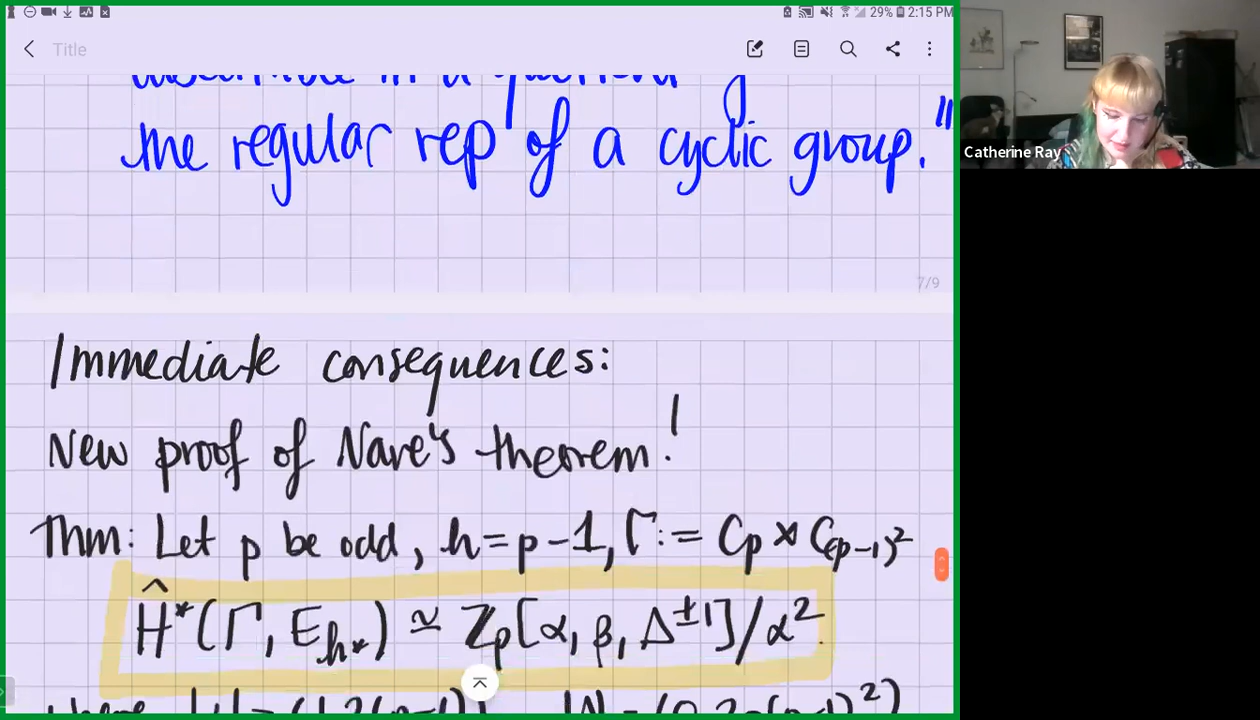 29% 2:15 PM
Title
the regular rep of a cyclic group."
7/9
Immediate consequences:
New proof of Nave's theorem!
Thm: Let p be odd, h=p-1, Γ:= Cp ⋊ C(p-1)²
Ĥ*(Γ, Eh*) ≃ Zp[α, β, Δ±1]/α²
Catherine Ray